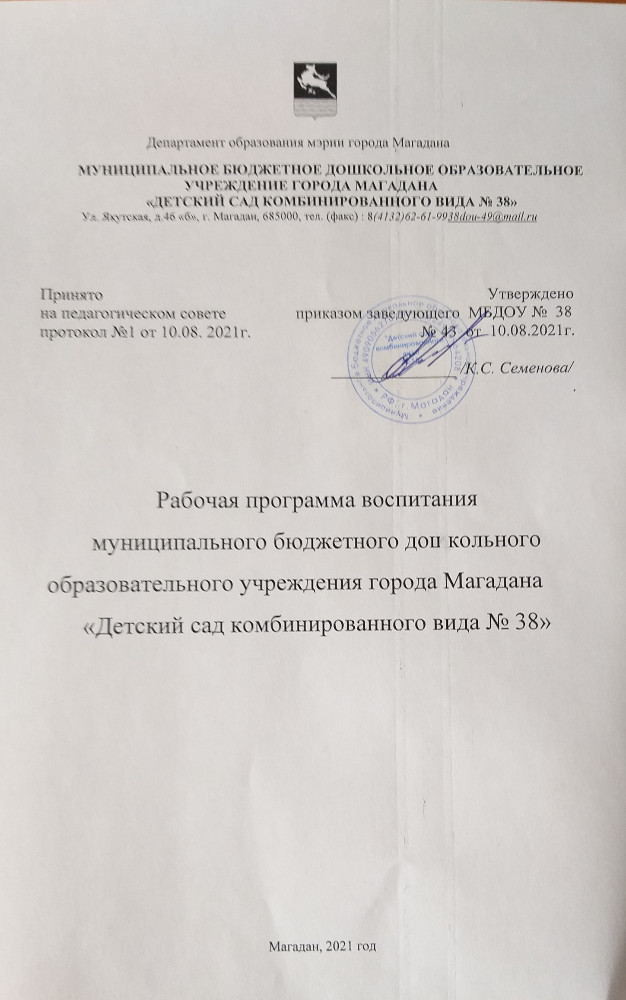 Департамент образования мэрии города Магадана
МУНИЦИПАЛЬНОЕ БЮДЖЕТНОЕ ДОШКОЛЬНОЕ ОБРАЗОВАТЕЛЬНОЕ
УЧРЕЖДЕНИЕ ГОРОДА МАГАДАНА
«ДЕТСКИЙ САД КОМБИНИРОВАННОГО ВИДА № 38»
Ул. Якутская, д.46 «б», г. Магадан, 685000, тел. (факс) : 8(4132)62-61-9938dou-49@mail.ru
Принято
на педагогическом совете
протокол №1 от 10.08. 2021г.
Утверждено
приказом заведующего МБДОУ № 38
№ 43 от 10.08.2021г.
/К.С. Семенова/
.
"Детский
комбинированного
вида
РФ, г. Магадан
Муниципальное бюджетное дошкольное
учреждение
Рабочая программа воспитания
муниципального бюджетного дош кольного
образовательного учреждения города Магадана
«Детский сад комбинированного вида № 38»
Магадан, 2021 год